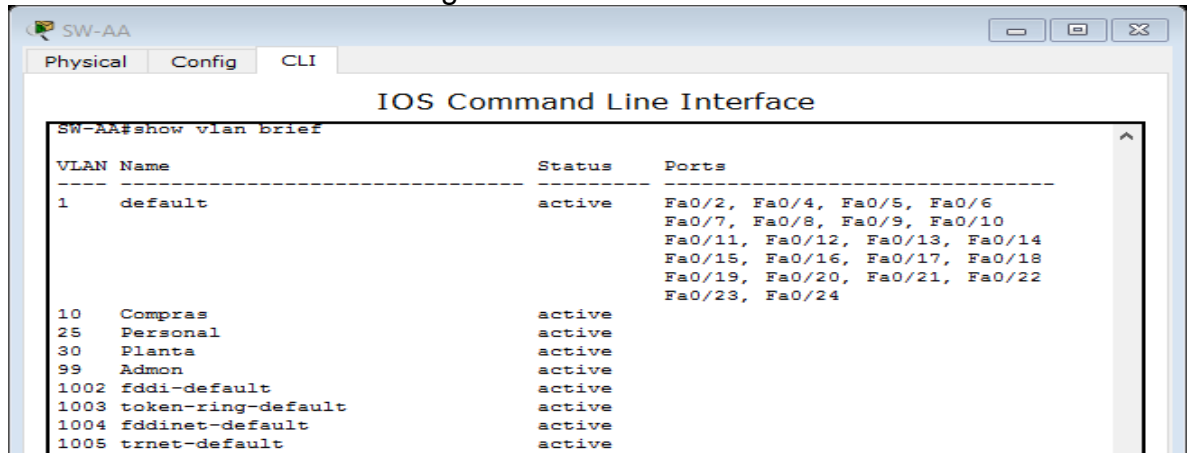 SW-AA
Physical Config CLI
IOS Command Line Interface
SW-AA#show vlan brief
VLAN Name Status Ports
---- -------------------------------- --------- -------------------------------
1 default active Fa0/2, Fa0/4, Fa0/5, Fa0/6
Fa0/7, Fa0/8, Fa0/9, Fa0/10
Fa0/11, Fa0/12, Fa0/13, Fa0/14
Fa0/15, Fa0/16, Fa0/17, Fa0/18
Fa0/19, Fa0/20, Fa0/21, Fa0/22
Fa0/23, Fa0/24
10 Compras active
25 Personal active
30 Planta active
99 Admon active
1002 fddi-default active
1003 token-ring-default active
1004 fddinet-default active
1005 trnet-default active